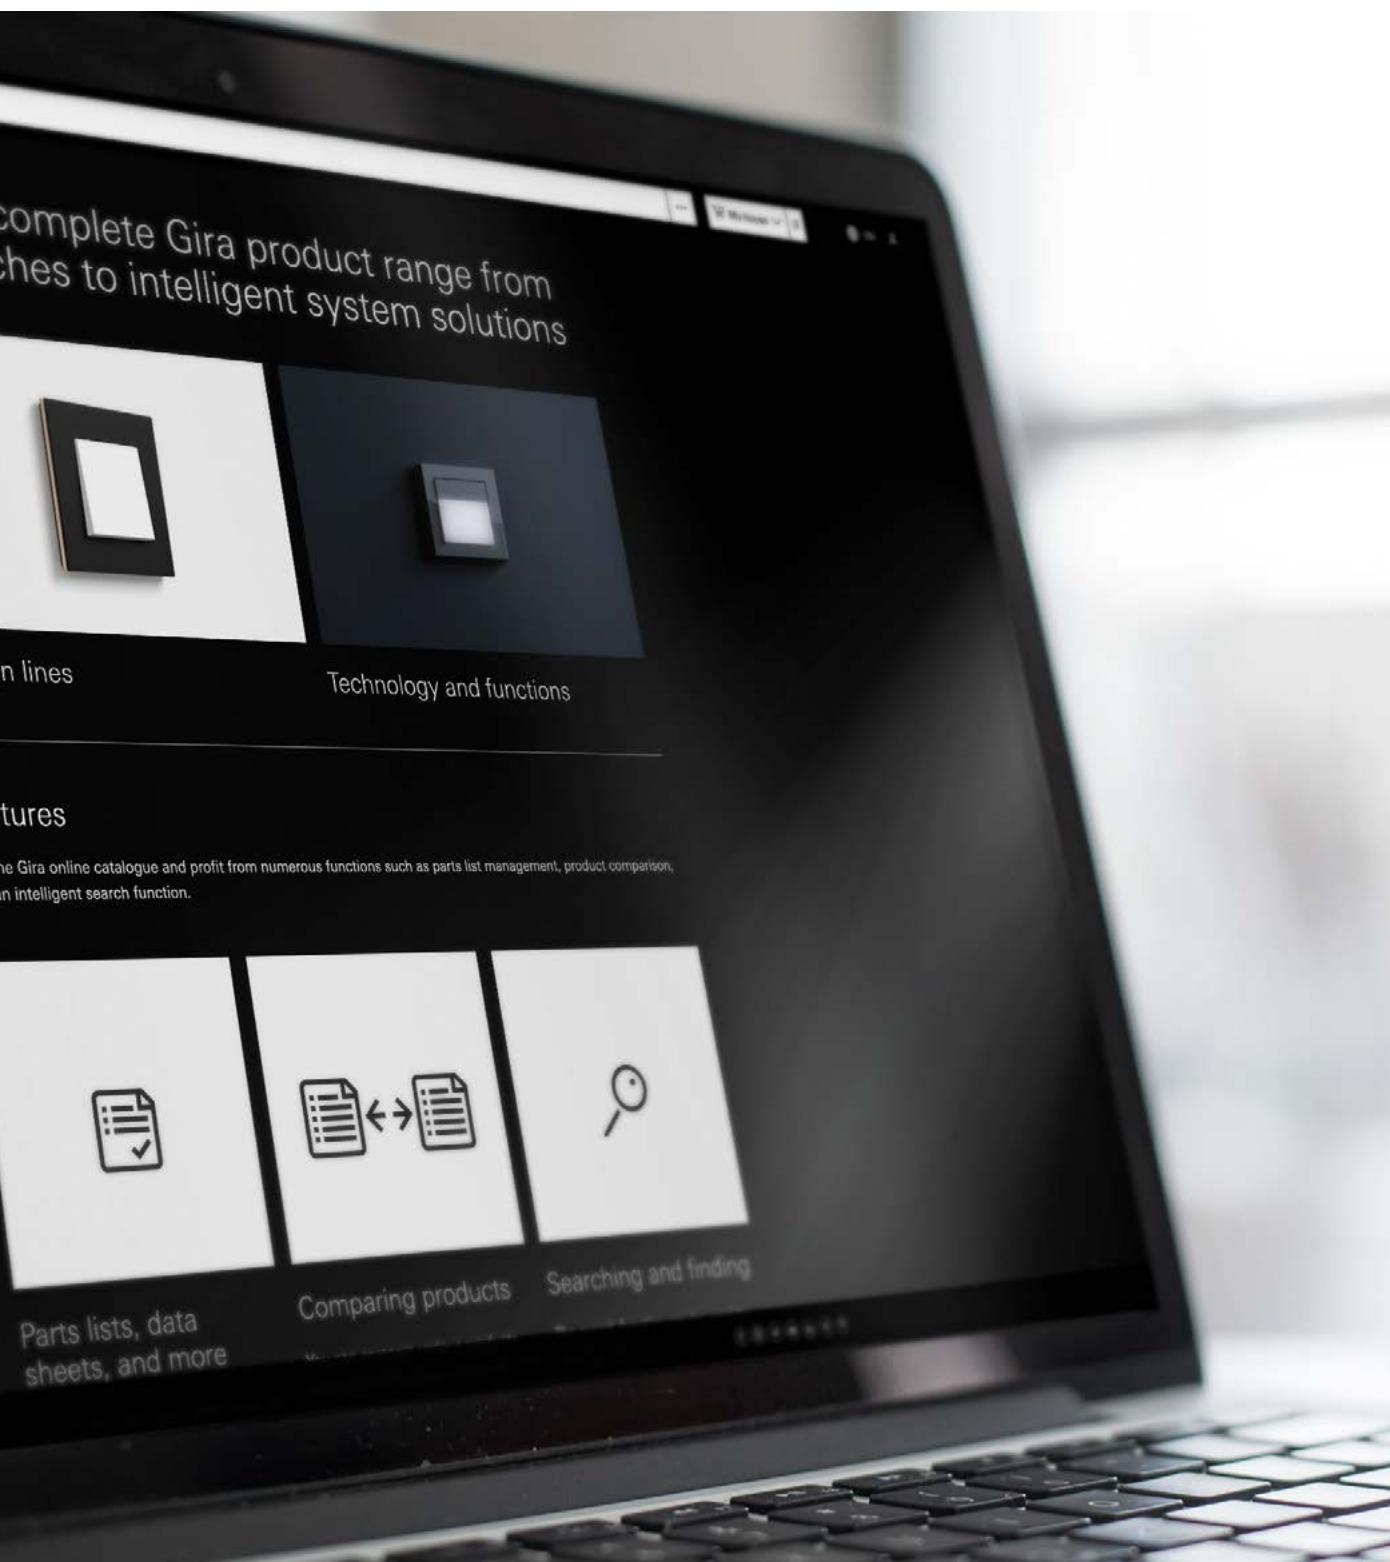 complete Gira product range from
ches to intelligent system solutions
n lines
Technology and functions
tures
he Gira online catalogue and profit from numerous functions such as parts list management, product comparison,
n intelligent search function.
Parts lists, data
sheets, and more
Comparing products
Searching and finding